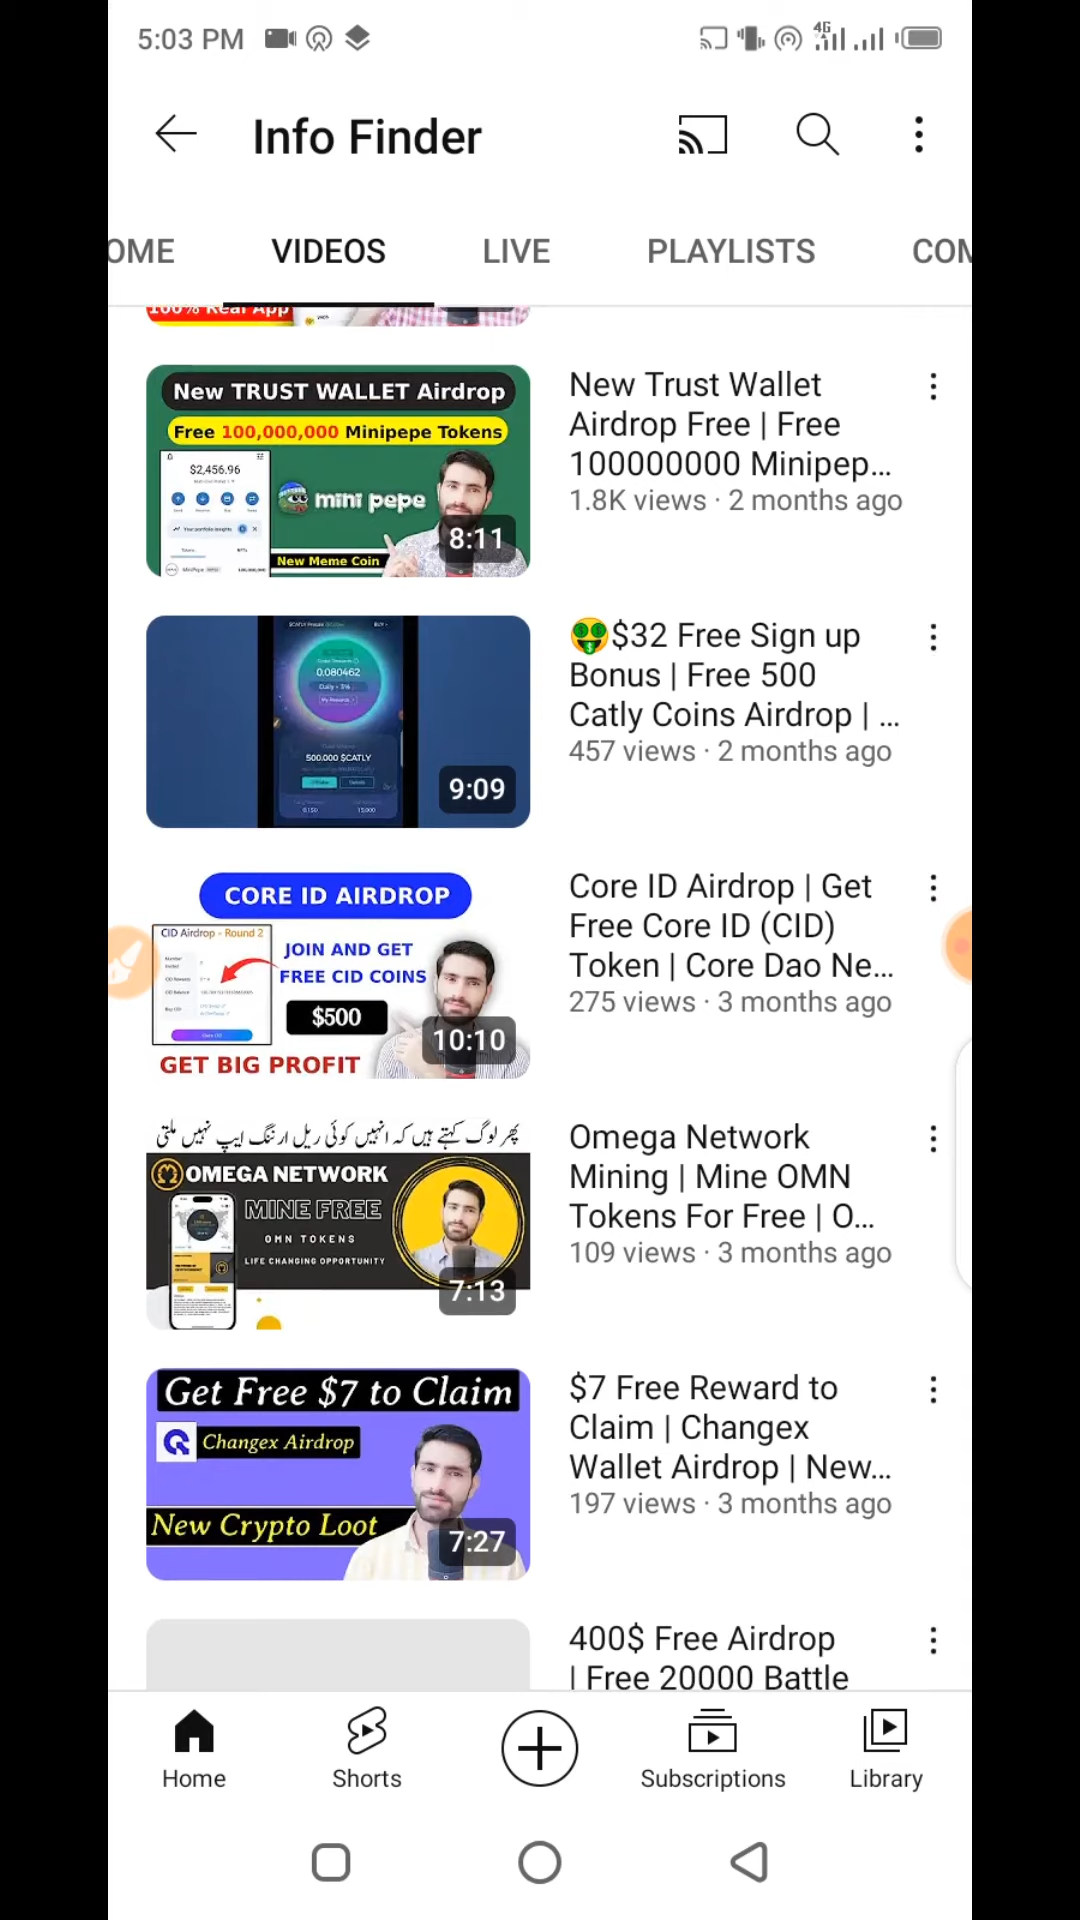 5:03 PM
4G
Info Finder
OME VIDEOS LIVE PLAYLISTS COM
100% Real App
New TRUST WALLET Airdrop
Free 100,000,000 Minipepe Tokens
$2,456.96
mini pepe
New Meme Coin
8:11
New Trust Wallet
Airdrop Free | Free
100000000 Minipep...
1.8K views · 2 months ago
0.080462
500.000 $CATLY
9:09
🤑$32 Free Sign up
Bonus | Free 500
Catly Coins Airdrop | ...
457 views · 2 months ago
CORE ID AIRDROP
CID Airdrop - Round 2
JOIN AND GET
FREE CID COINS
$500
GET BIG PROFIT
10:10
Core ID Airdrop | Get
Free Core ID (CID)
Token | Core Dao Ne...
275 views · 3 months ago
پھر لوگ کہتے ہیں کہ انہیں کوئی ریل ارننگ ایپ نہیں ملتی
OMEGA NETWORK
MINE FREE
OMN TOKENS
LIFE CHANGING OPPORTUNITY
7:13
Omega Network
Mining | Mine OMN
Tokens For Free | O...
109 views · 3 months ago
Get Free $7 to Claim
Changex Airdrop
New Crypto Loot
7:27
$7 Free Reward to
Claim | Changex
Wallet Airdrop | New...
197 views · 3 months ago
400$ Free Airdrop
| Free 20000 Battle
Home Shorts Subscriptions Library